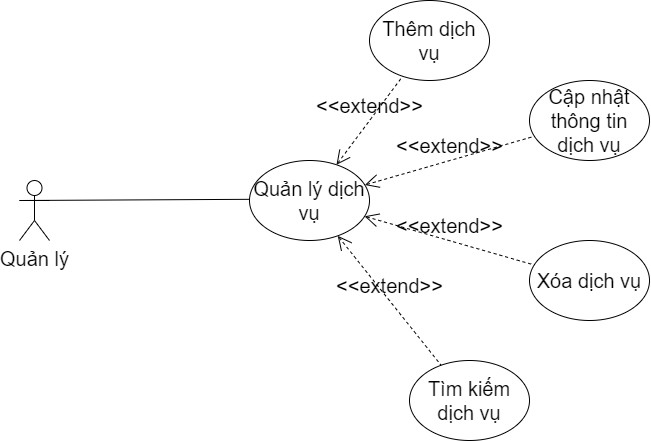 Thêm dịch
vụ
<<extend>>
Cập nhật
thông tin
dịch vụ
<<extend>>
Quản lý dịch
vụ
Quản lý
<<extend>>
Xóa dịch vụ
<<extend>>
Tìm kiếm
dịch vụ